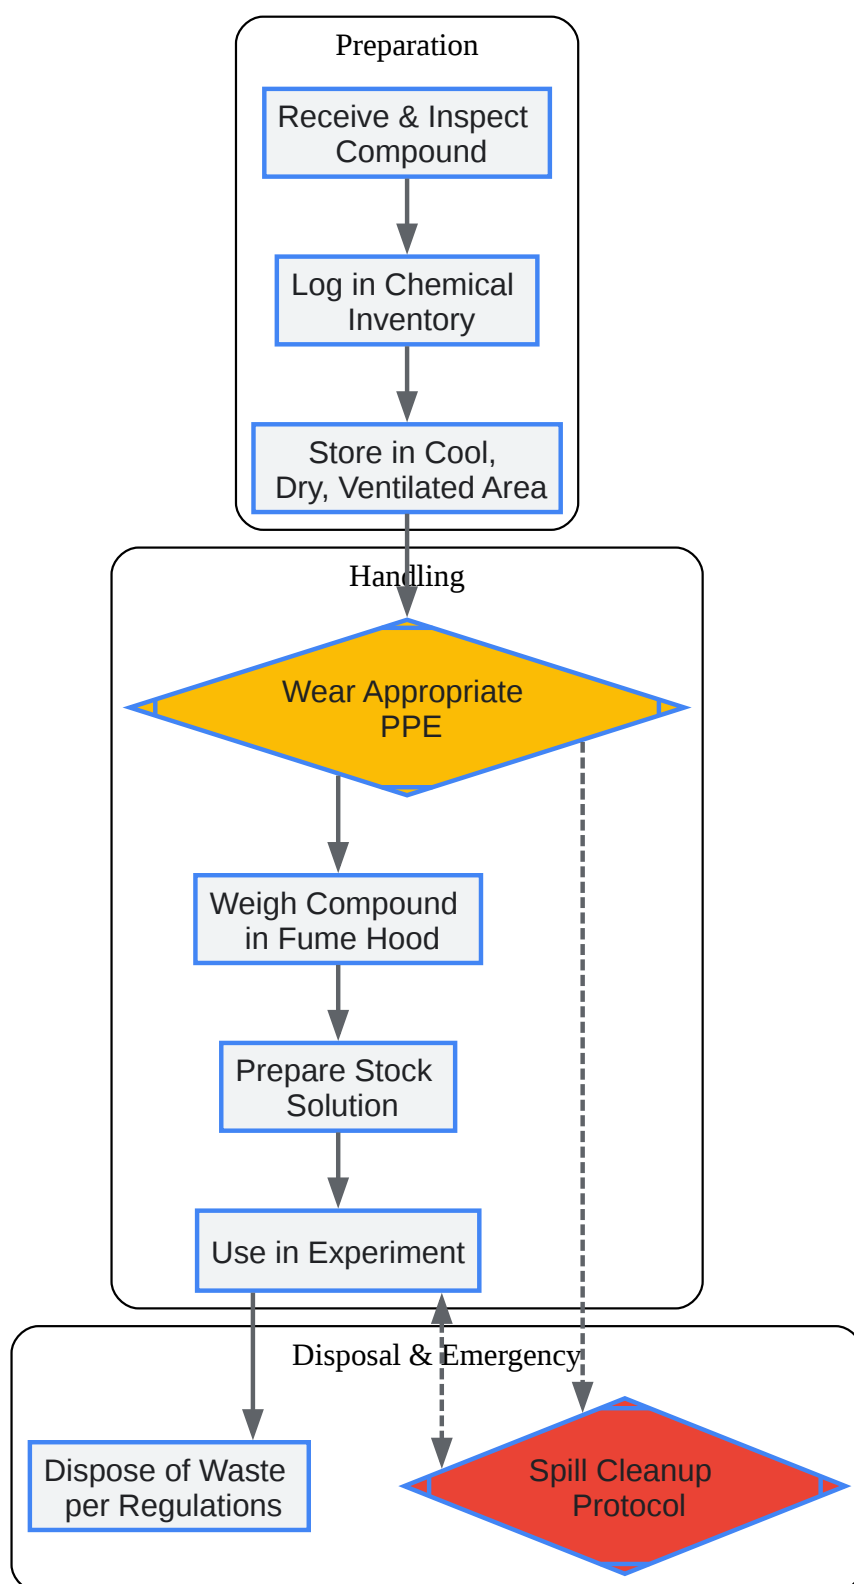 Preparation
Receive & Inspect
Compound
Log in Chemical
Inventory
Store in Cool,
Dry, Ventilated Area
Handling
Wear Appropriate
PPE
Weigh Compound
in Fume Hood
Prepare Stock
Solution
Use in Experiment
Disposal & Emergency
Dispose of Waste
per Regulations
Spill Cleanup
Protocol